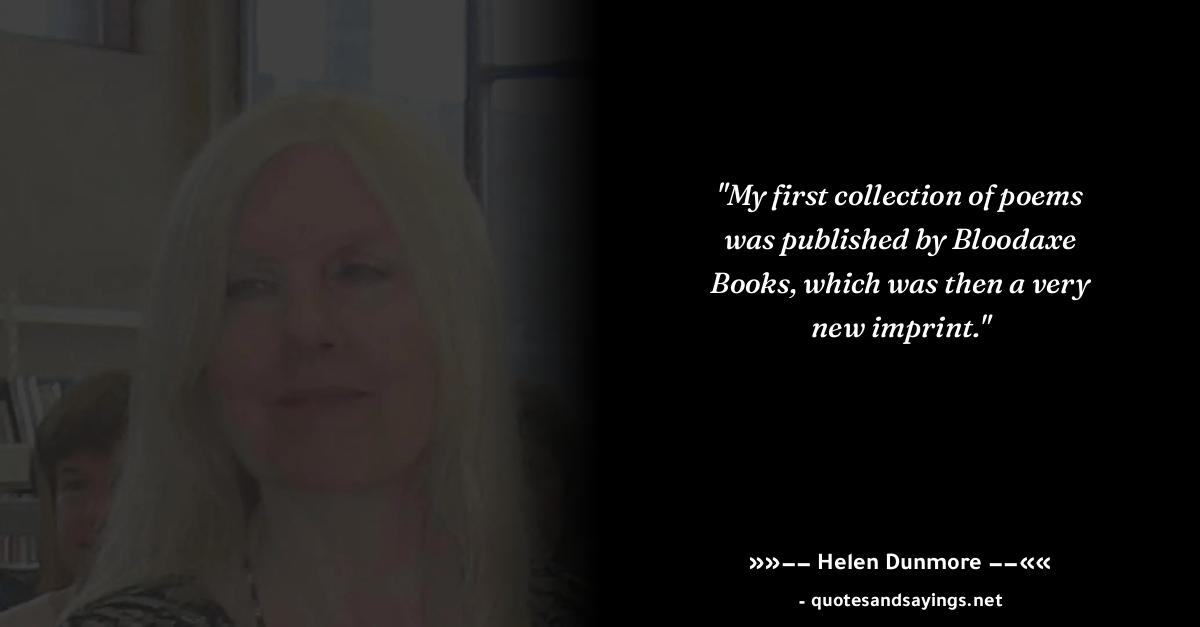 "My first collection of poems
was published by Bloodaxe
Books, which was then a very
new imprint."
»»−− Helen Dunmore −−««
- quotesandsayings.net